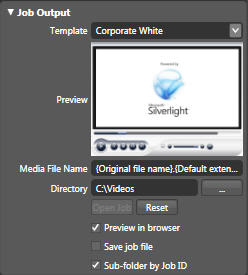 Job Output
Template Corporate White
Powered by
Microsoft
Silverlight
Preview
Media File Name {Original file name}.{Default exten...
Directory C:\Videos ...
Open Job Reset
Preview in browser
Save job file
Sub-folder by Job ID